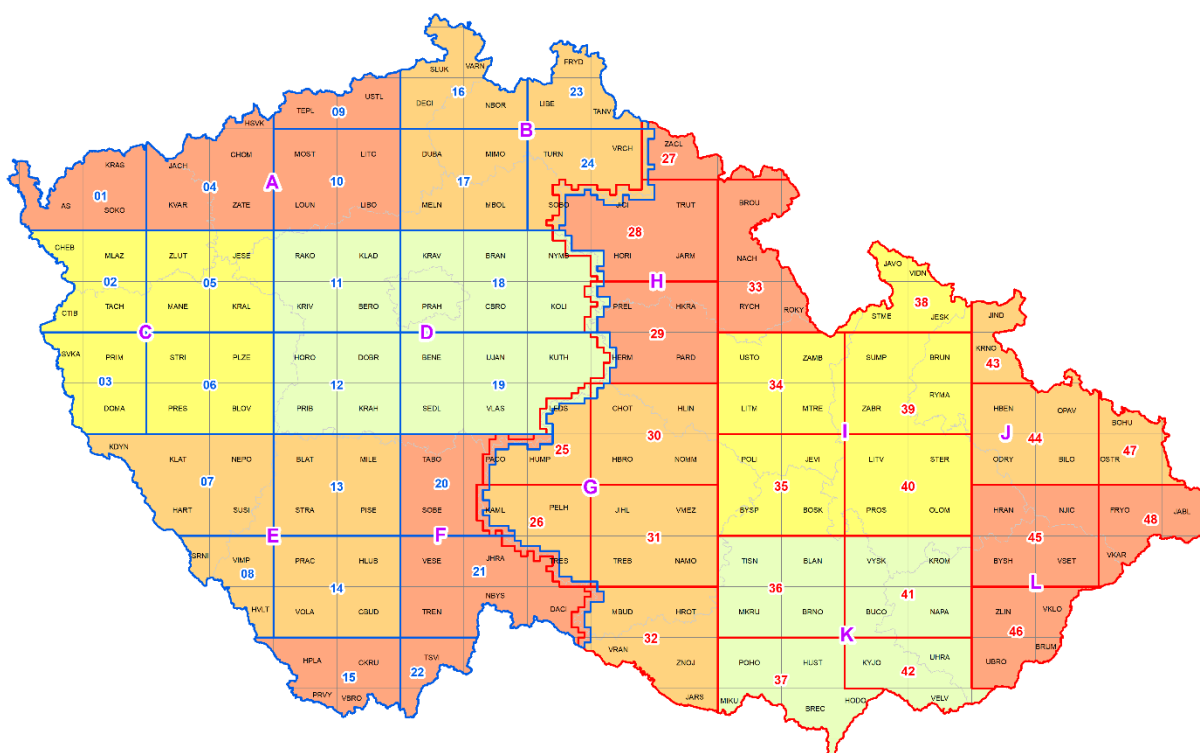 FRYD
VARN
SLUK
16
23
USTL
DECI
NBOR
LIBE
TANV
TEPL
09
HSVK
B
ZACL
KRAS
JACH
CHOM
MOST
LITC
DUBA
MIMO
TURN
VRCH
24
27
01
04
A
10
17
AS
SOKO
KVAR
ZATE
LOUN
LIBO
MELN
MBOL
SOBO
JICI
TRUT
BROU
28
CHEB
MLAZ
ZLUT
JESE
RAKO
KLAD
KRAV
BRAN
NYMB
HORI
JARM
NACH
JAVO
VIDN
02
05
11
18
H
33
38
CTIB
TACH
MANE
KRAL
KRIV
BERO
PRAH
CBRO
KOLI
PREL
HKRA
RYCH
ROKY
STME
JESK
JIND
C
D
29
SVKA
PRIM
STRI
PLZE
HORO
DOBR
BENE
UJAN
KUTH
HERM
PARD
USTO
ZAMB
SUMP
BRUN
KRNO
43
03
06
12
19
34
39
DOMA
PRES
BLOV
PRIB
KRAH
SEDL
VLAS
LEDS
CHOT
HLIN
LITM
MTRE
ZABR
RYMA
HBEN
OPAV
BOHU
30
I
J
44
47
KDYN
KLAT
NEPO
BLAT
MILE
TABO
PACO
HUMP
25
HBRO
NOMM
POLI
JEVI
LITV
STER
ODRY
BILO
OSTR
07
13
20
G
35
40
HART
SUSI
STRA
PISE
SOBE
KAML
PELH
JIHL
VMEZ
BYSP
BOSK
PROS
OLOM
HRAN
NJIC
FRYO
JABL
E
F
26
31
45
48
SRNI
VIMP
PRAC
HLUB
VESE
JHRA
TRES
TREB
NAMO
TISN
BLAN
VYSK
KROM
BYSH
VSET
VKAR
08
14
21
36
41
L
HVLT
VOLA
CBUD
TREN
NBYS
DACI
MBUD
HROT
MKRU
BRNO
BUCO
NAPA
ZLIN
VKLO
32
K
46
HPLA
CKRU
TSVI
VRAN
ZNOJ
POHO
HUST
KYJO
UHRA
UBRO
BRUM
15
22
37
42
PRVY
VBRO
JARS
MIKU
BREC
HODO
VELV